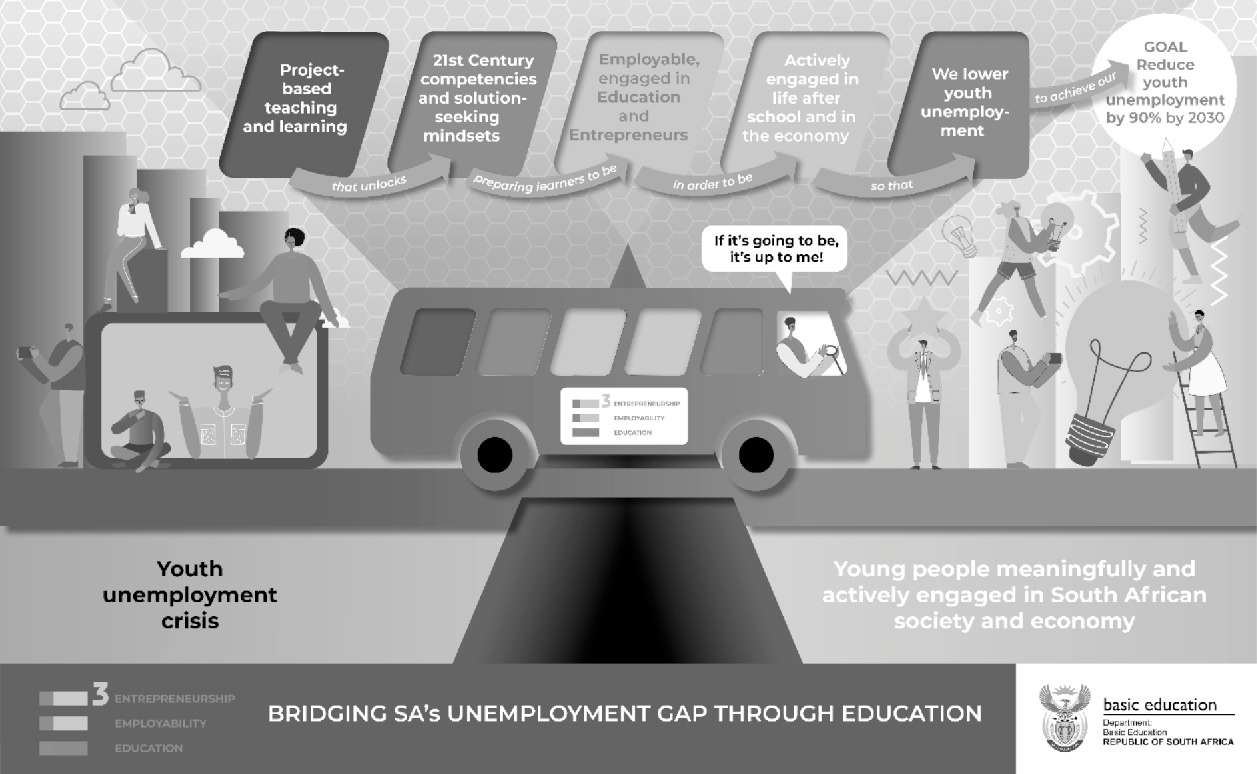 Project-
based
teaching
and learning
that unlocks
21st Century
competencies
and solution-
seeking
mindsets
preparing learners to be
Employable,
engaged in
Education
and
Entrepreneurs
in order to be
Actively
engaged in
life after
school and in
the economy
so that
We lower
youth
unemploy-
ment
to achieve our
GOAL
Reduce
youth
unemployment
by 90% by 2030
If it's going to be,
it's up to me!
3 ENTREPRENEURSHIP
EMPLOYABILITY
EDUCATION
Youth
unemployment
crisis
Young people meaningfully and
actively engaged in South African
society and economy
3 ENTREPRENEURSHIP
EMPLOYABILITY
EDUCATION
BRIDGING SA's UNEMPLOYMENT GAP THROUGH EDUCATION
basic education
Department:
Basic Education
REPUBLIC OF SOUTH AFRICA